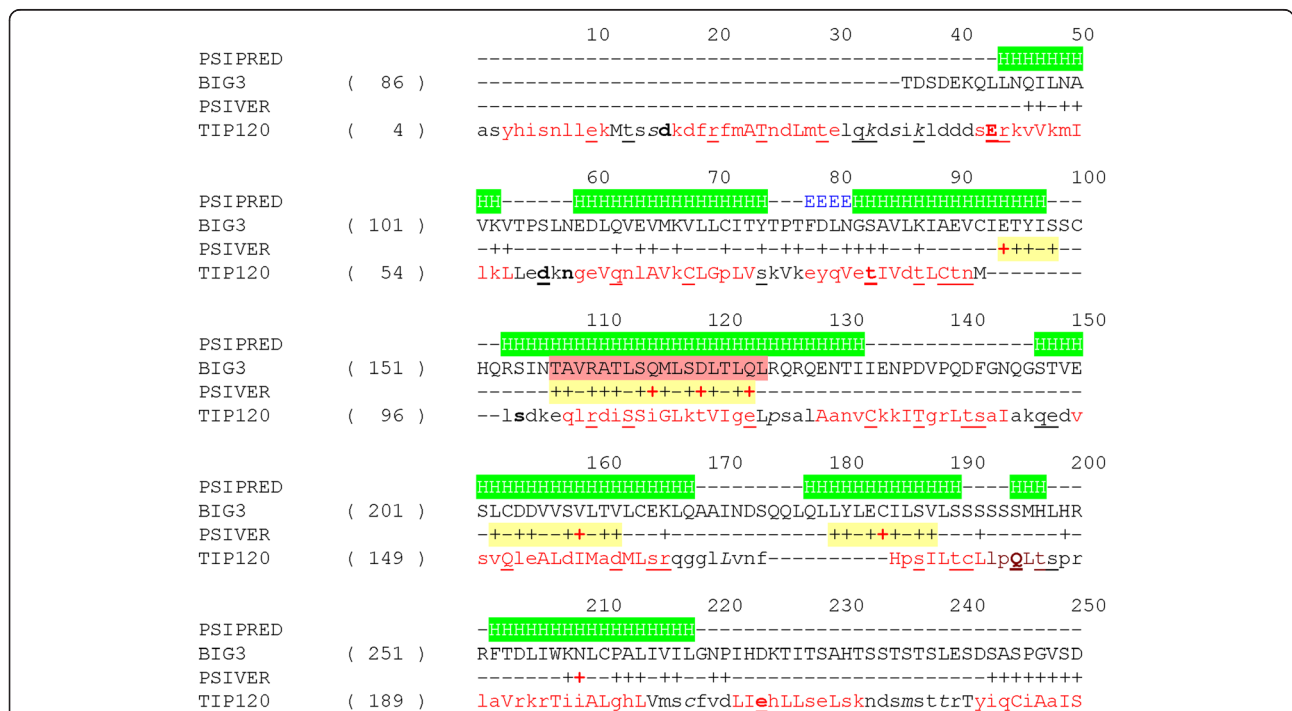 10 20 30 40 50
PSIPRED -------------------------------------------HHHHHHH
BIG3 ( 86 ) -----------------------------------TDSDEKQLLNQILNA
PSIVER ---------------------------------------------++-++
TIP120 ( 4 ) asyhisnllekMtssdkdfrfmATndLmtelqkdsikldddsErkvVkmI
60 70 80 90 100
PSIPRED HH------HHHHHHHHHHHHHHHH---EEEEHHHHHHHHHHHHHHHH---
BIG3 ( 101 ) VKVTPSLNEDLQVEVMKVLLCITYTPTFDLNGSAVLKIAEVCIETYISSC
PSIVER
TIP120 ( 54 ) lkLLedkngeVqnlAVkCLGpLVskVkeyqVetIVdtLCtnM--------
110 120 130 140 150
PSIPRED --HHHHHHHHHHHHHHHHHHHHHHHHHHHHHH--------------HHHH
BIG3 ( 151 ) HQRSINTAVRATLSQMLSDLTLQLRQRQENTIIENPDVPQDFGNQGSTVE
PSIVER
TIP120 ( 96 ) --lsdkeqlrdiSSiGLktVIgeLpsalAanvCkkITgrLtsaIakqedv
160 170 180 190 200
PSIPRED HHHHHHHHHHHHHHHHHH---------HHHHHHHHHHHHH----HHH---
BIG3 ( 201 ) SLCDDVVSVLTVLCEKLQAAINDSQQLQLLYLECILSVLSSSSSSMHLHR
PSIVER
TIP120 ( 149 ) svQleALdIMadMLsrqgglLvnf----------HpsILtcLlpQLtspr
210 220 230 240 250
PSIPRED -HHHHHHHHHHHHHHHHH--------------------------------
BIG3 ( 251 ) RFTDLIWKNLCPALIVILGNPIHDKTITSAHTSSTSTSLESDSASPGVSD
PSIVER
TIP120 ( 189 ) laVrkrTiiALghLVmscfvdLIehLLseLskndsmsttrTyiqCiAaIS